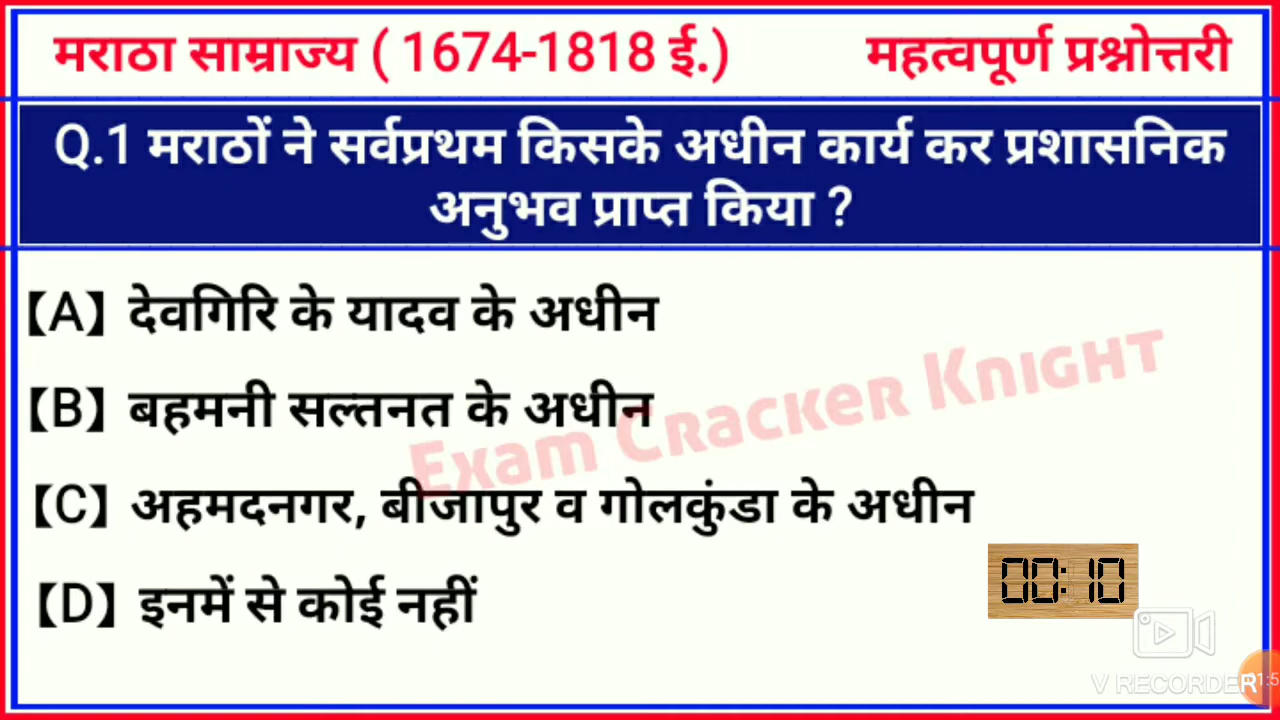 मराठा साम्राज्य ( 1674-1818 ई.) महत्वपूर्ण प्रश्नोत्तरी
Q.1 मराठों ने सर्वप्रथम किसके अधीन कार्य कर प्रशासनिक
अनुभव प्राप्त किया ?
【A】 देवगिरि के यादव के अधीन
【B】 बहमनी सल्तनत के अधीन
Exam Cracker Knight
【C】 अहमदनगर, बीजापुर व गोलकुंडा के अधीन
【D】 इनमें से कोई नहीं
00:10
V RECORDER